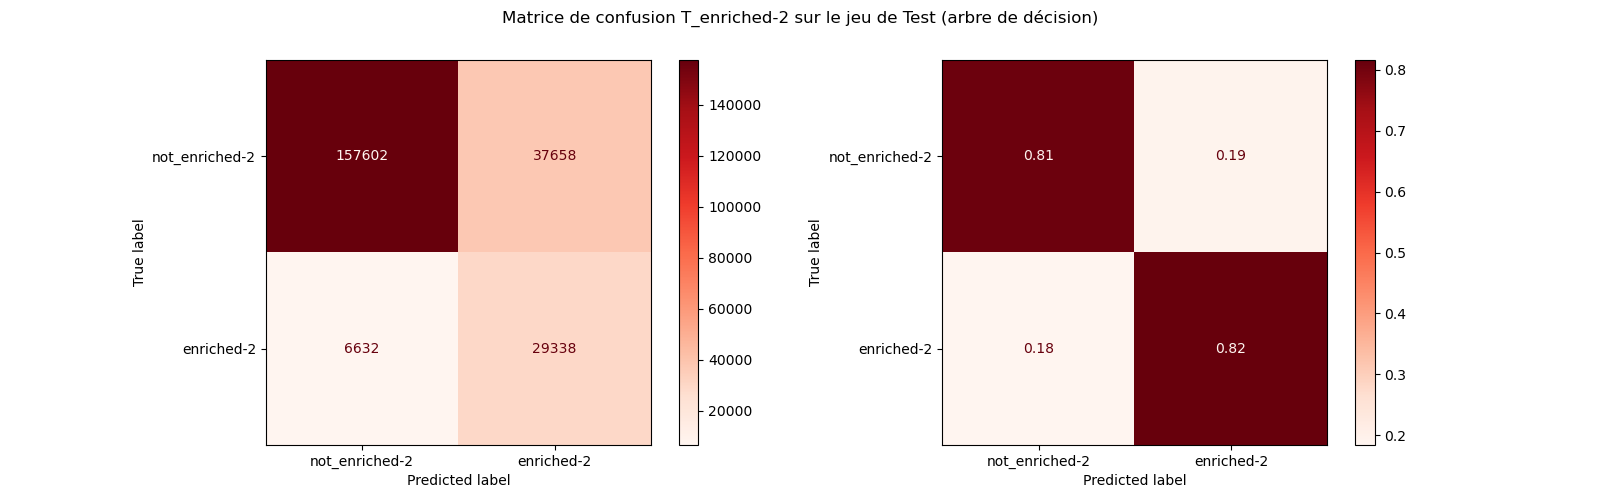 Matrice de confusion T_enriched-2 sur le jeu de Test (arbre de décision)
True label
not_enriched-2
enriched-2
157602
37658
6632
29338
not_enriched-2
enriched-2
Predicted label
140000
120000
100000
80000
60000
40000
20000
True label
not_enriched-2
enriched-2
0.81
0.19
0.18
0.82
not_enriched-2
enriched-2
Predicted label
0.8
0.7
0.6
0.5
0.4
0.3
0.2